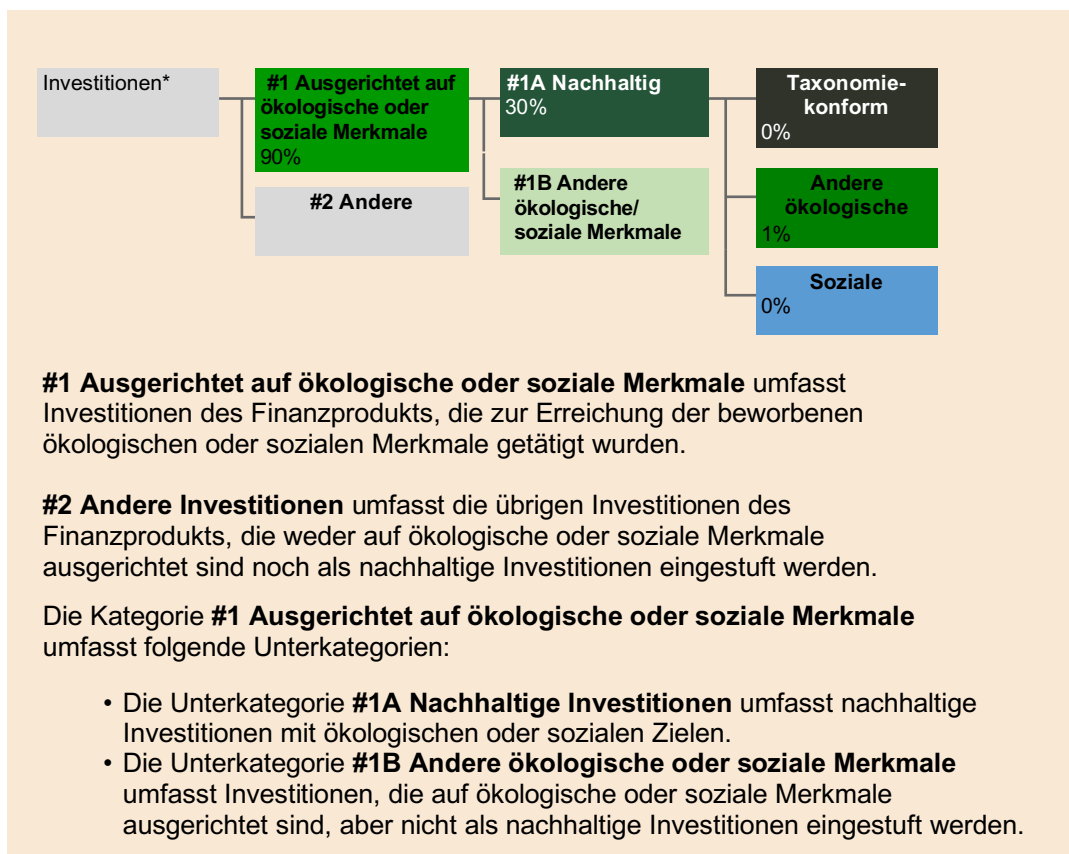 Investitionen*
#1 Ausgerichtet auf
ökologische oder
soziale Merkmale
90%
#2 Andere
#1A Nachhaltig
30%
#1B Andere
ökologische/
soziale Merkmale
Taxonomie-
konform
0%
Andere
ökologische
1%
Soziale
0%
#1 Ausgerichtet auf ökologische oder soziale Merkmale umfasst
Investitionen des Finanzprodukts, die zur Erreichung der beworbenen
ökologischen oder sozialen Merkmale getätigt wurden.
#2 Andere Investitionen umfasst die übrigen Investitionen des
Finanzprodukts, die weder auf ökologische oder soziale Merkmale
ausgerichtet sind noch als nachhaltige Investitionen eingestuft werden.
Die Kategorie #1 Ausgerichtet auf ökologische oder soziale Merkmale
umfasst folgende Unterkategorien:
• Die Unterkategorie #1A Nachhaltige Investitionen umfasst nachhaltige
Investitionen mit ökologischen oder sozialen Zielen.
• Die Unterkategorie #1B Andere ökologische oder soziale Merkmale
umfasst Investitionen, die auf ökologische oder soziale Merkmale
ausgerichtet sind, aber nicht als nachhaltige Investitionen eingestuft werden.